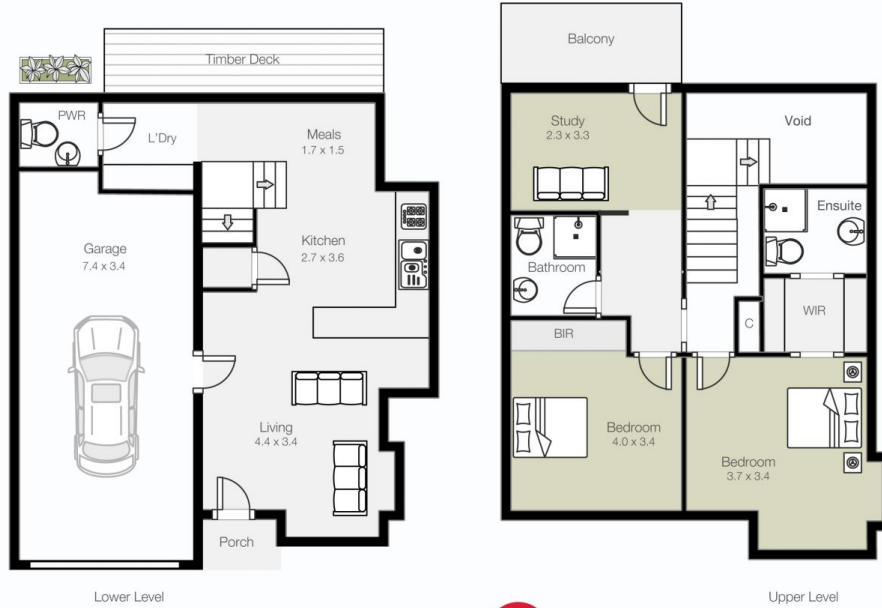 Timber Deck
PWR
L'Dry
Meals
1.7 x 1.5
Garage
7.4 x 3.4
Kitchen
2.7 x 3.6
Living
4.4 x 3.4
Porch
Lower Level
Balcony
Study
2.3 x 3.3
Void
Ensuite
Bathroom
WIR
C
BIR
Bedroom
4.0 x 3.4
Bedroom
3.7 x 3.4
Upper Level